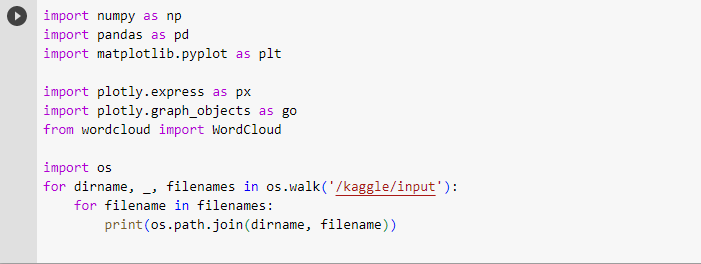 import numpy as np
import pandas as pd
import matplotlib.pyplot as plt
import plotly.express as px
import plotly.graph_objects as go
from wordcloud import WordCloud
import os
for dirname, _, filenames in os.walk('/kaggle/input'):
    for filename in filenames:
        print(os.path.join(dirname, filename))